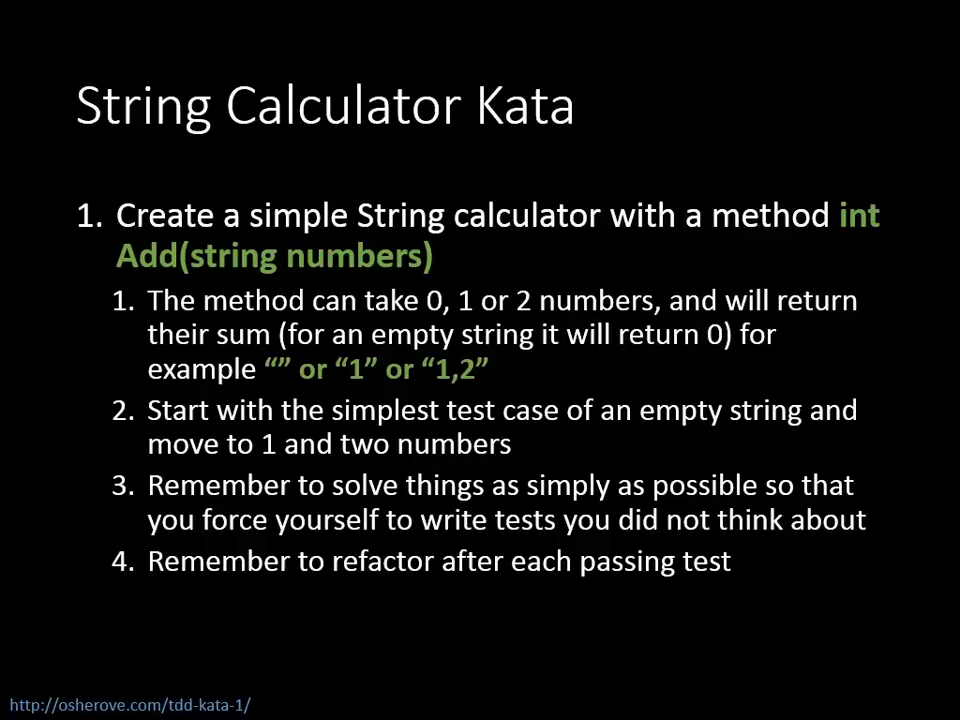 String Calculator Kata
1. Create a simple String calculator with a method int
Add(string numbers)
1. The method can take 0, 1 or 2 numbers, and will return
their sum (for an empty string it will return 0) for
example “” or “1” or “1,2”
2. Start with the simplest test case of an empty string and
move to 1 and two numbers
3. Remember to solve things as simply as possible so that
you force yourself to write tests you did not think about
4. Remember to refactor after each passing test
http://osherove.com/tdd-kata-1/